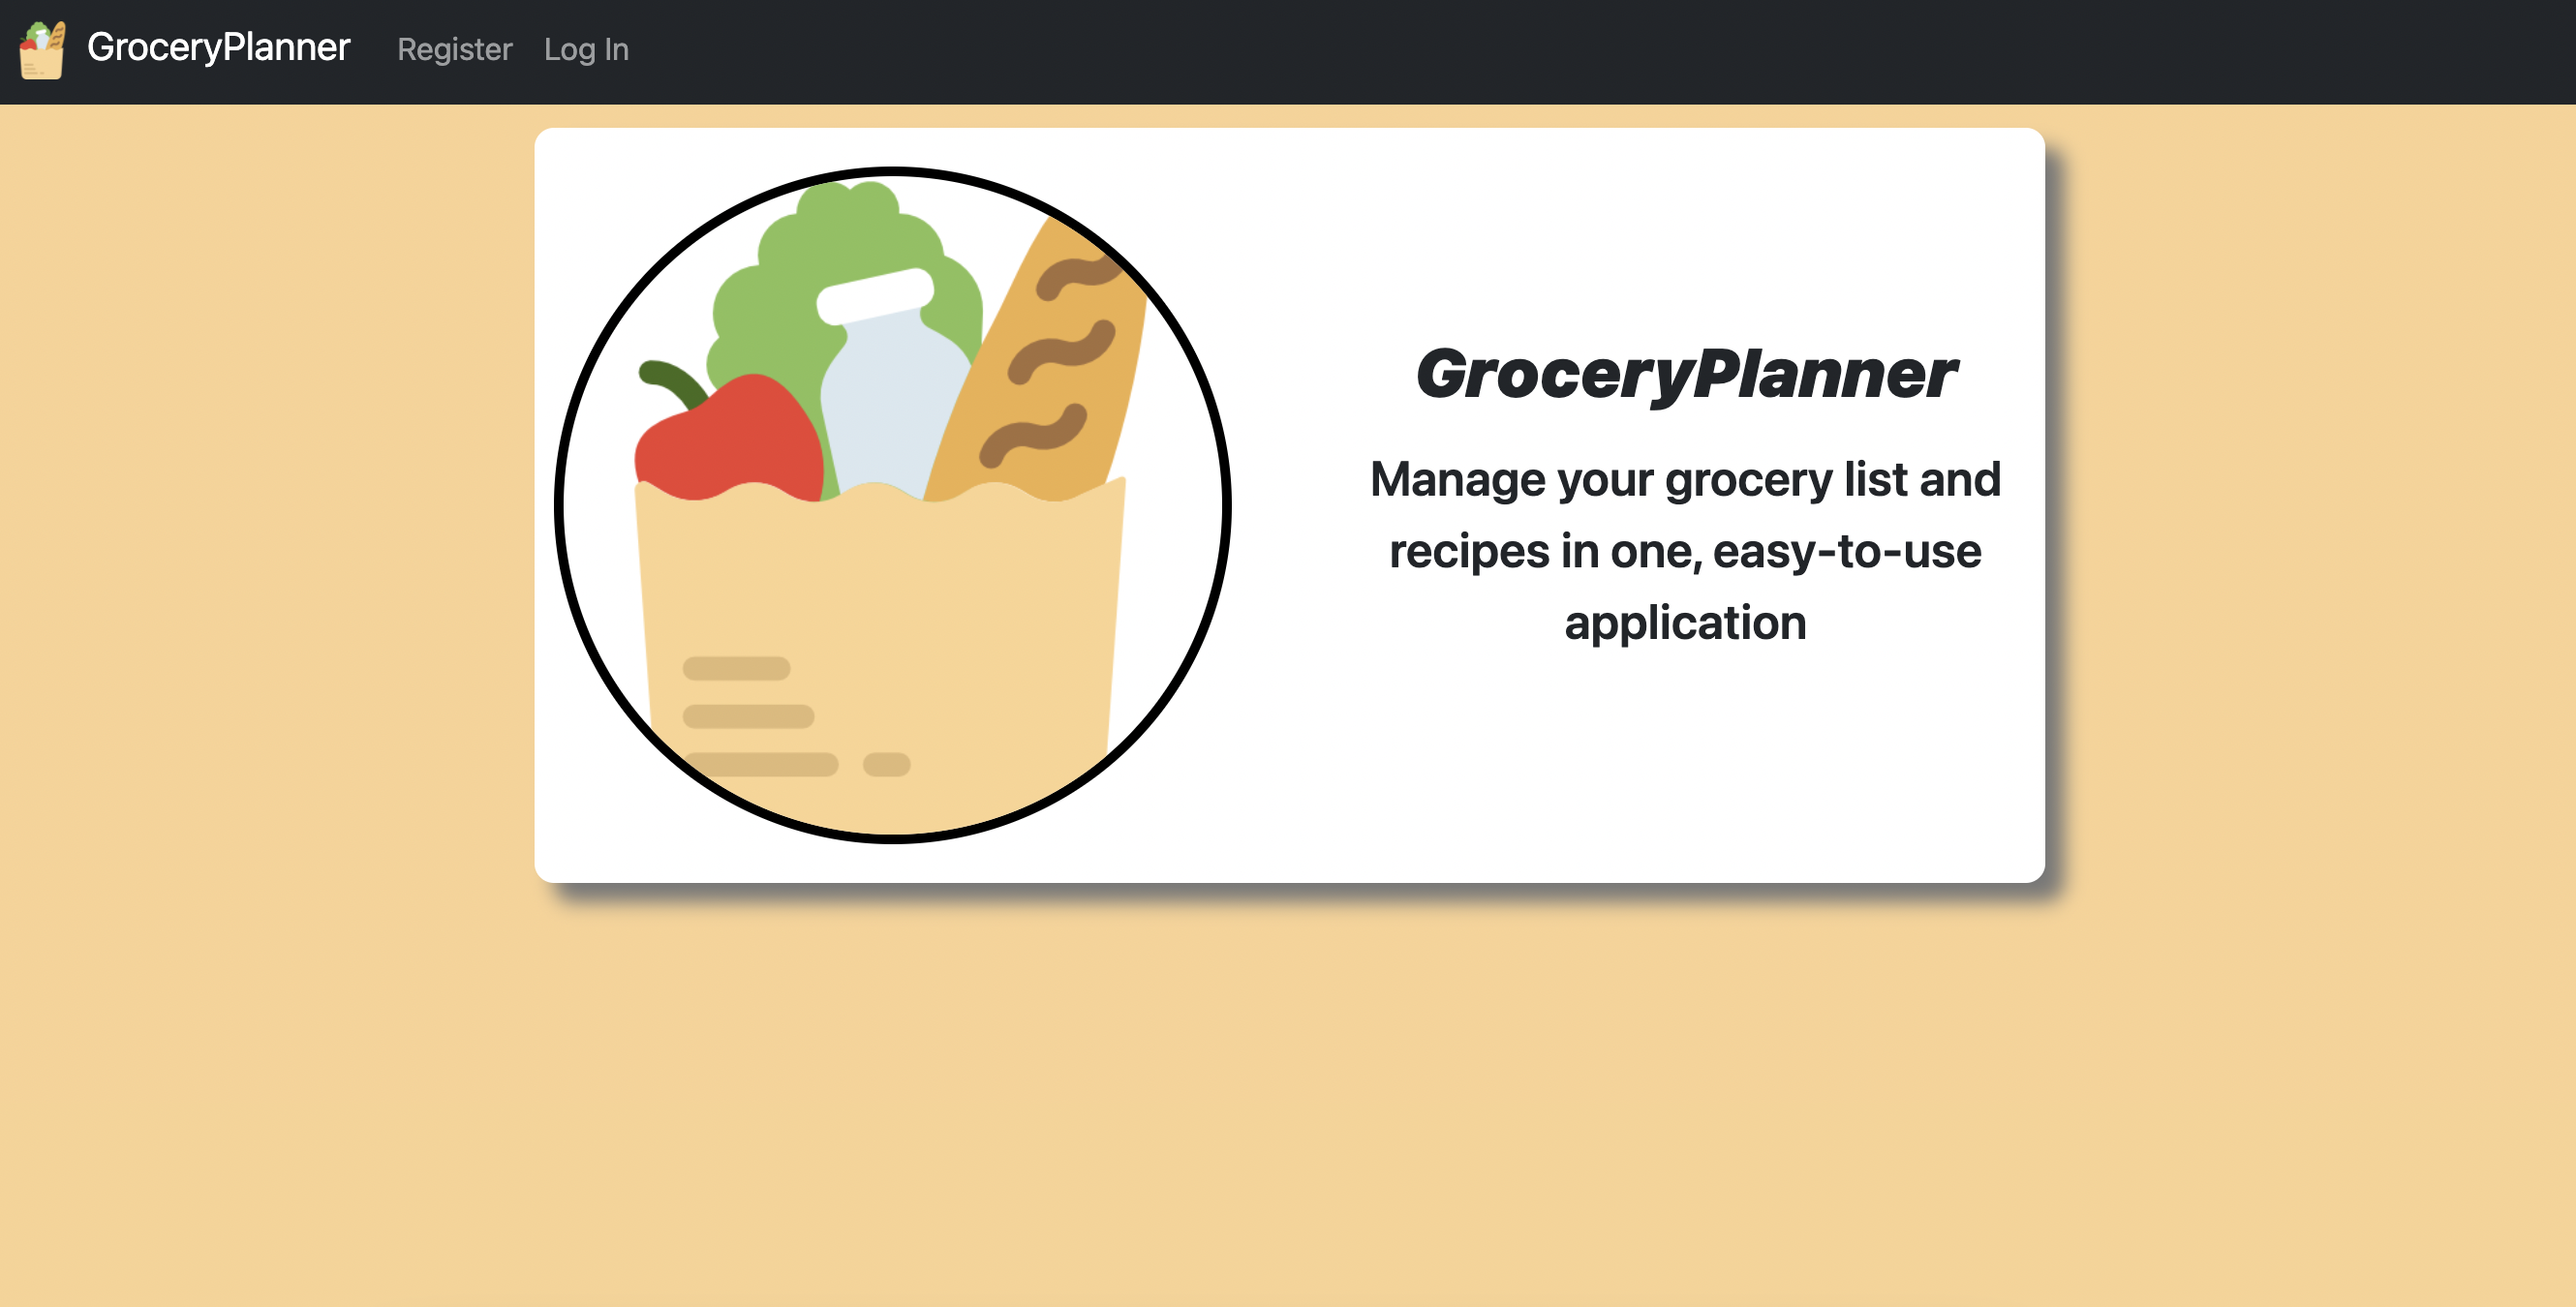 GroceryPlanner Register Log In
GroceryPlanner
Manage your grocery list and
recipes in one, easy-to-use
application